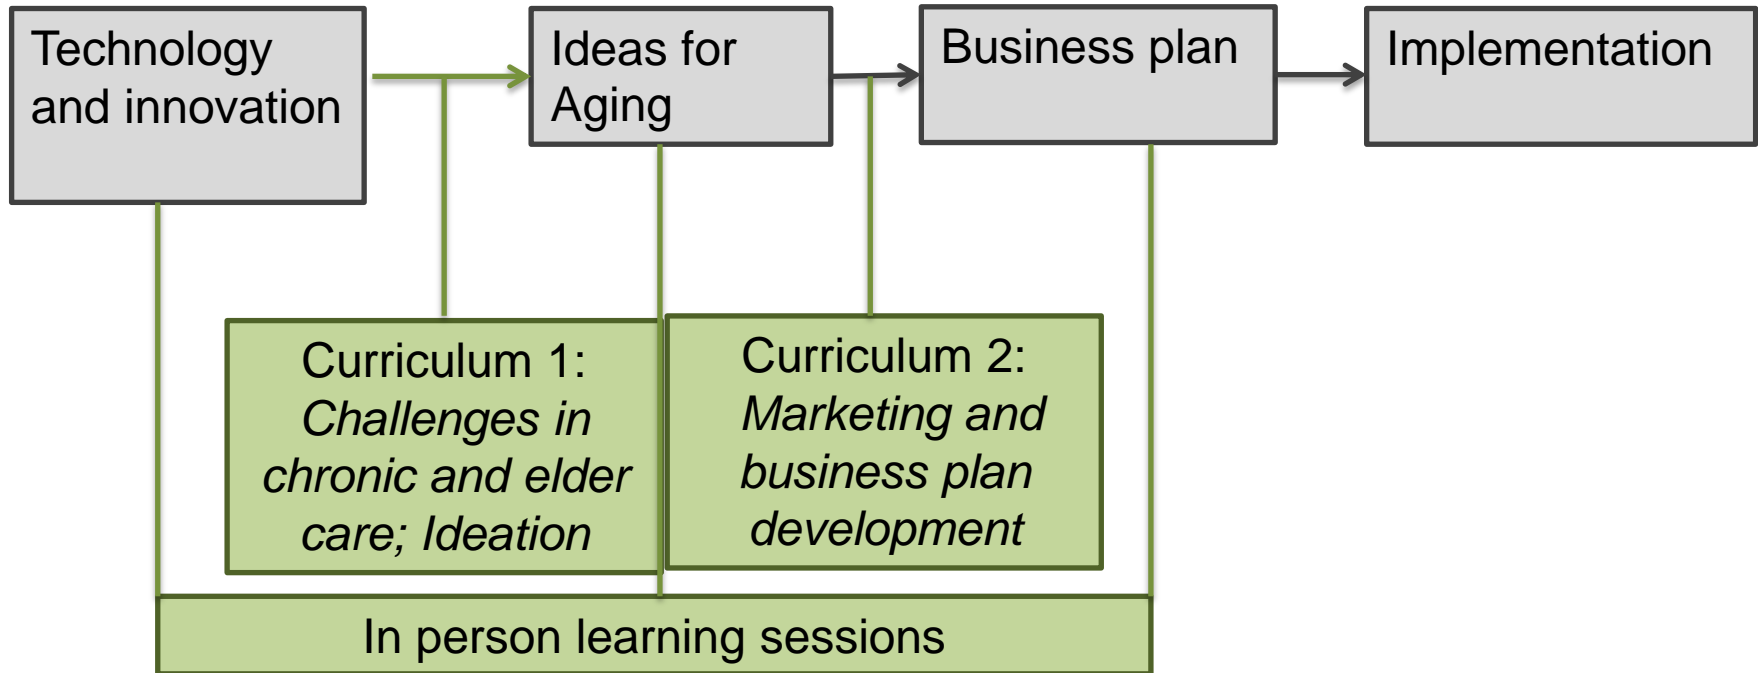 Technology
and innovation
Ideas for
Aging
Business plan
Implementation
Curriculum 1:
Challenges in
chronic and elder
care; Ideation
Curriculum 2:
Marketing and
business plan
development
In person learning sessions